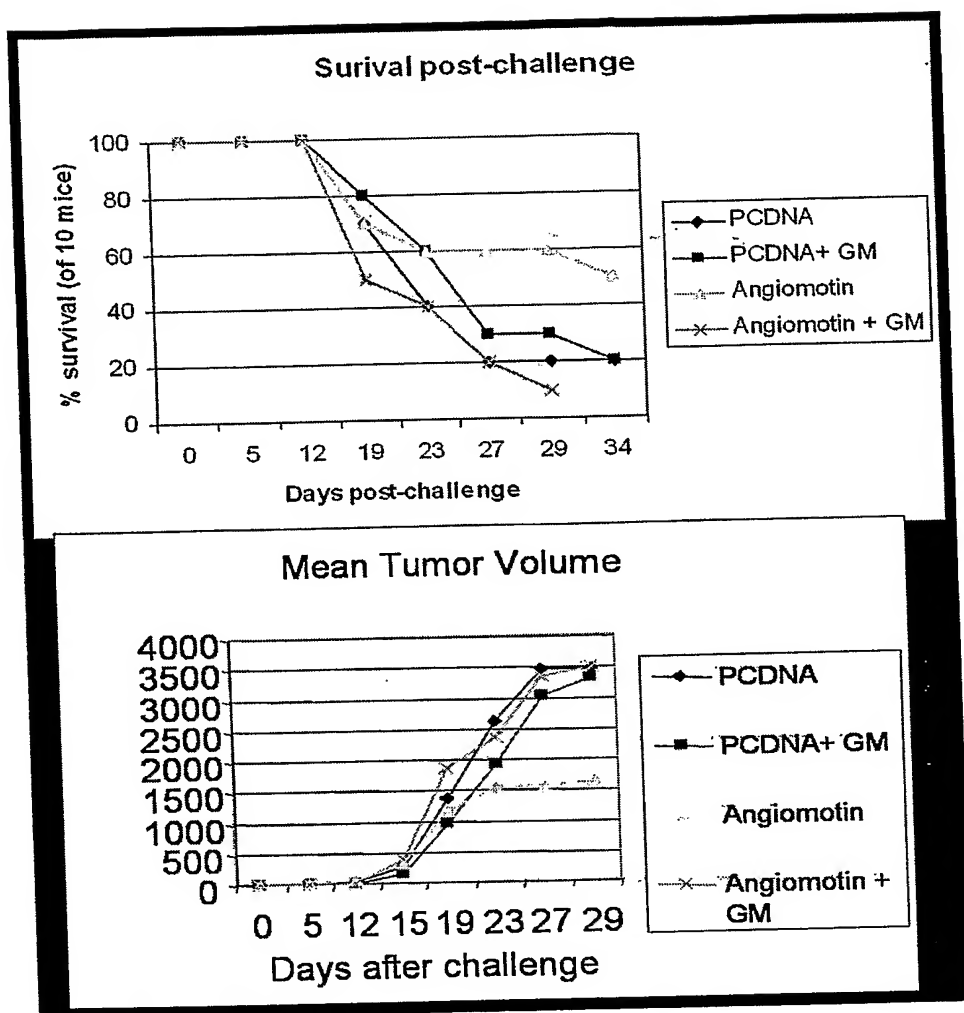 Surival post-challenge
% survival (of 10 mice)
100
80
60
40
20
0
0 5 12 19 23 27 29 34
Days post-challenge
PCDNA
PCDNA+ GM
Angiomotin
Angiomotin + GM
Mean Tumor Volume
4000
3500
3000
2500
2000
1500
1000
500
0
0 5 12 15 19 23 27 29
Days after challenge
PCDNA
PCDNA+ GM
Angiomotin
Angiomotin +
GM